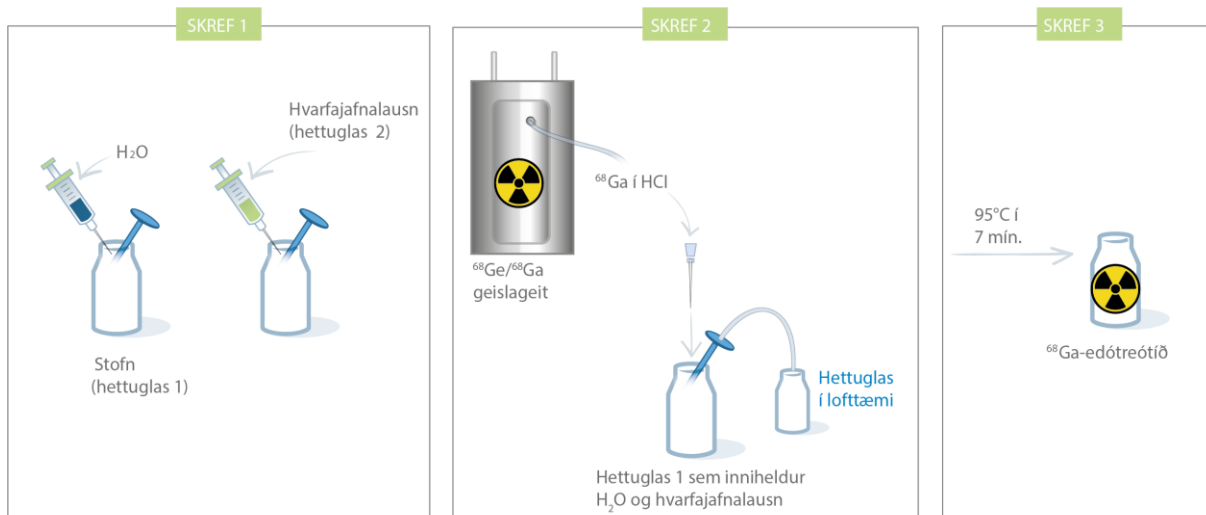 SKREF 1
H₂O
Hvarfajafnalausn
(hettuglas 2)
Stofn
(hettuglas 1)
SKREF 2
⁶⁸Ga í HCl
⁶⁸Ge/⁶⁸Ga
geislageit
Hettuglas
í lofttæmi
Hettuglas 1 sem inniheldur
H₂O og hvarfajafnalausn
SKREF 3
95°C í
7 mín.
⁶⁸Ga-edótreótíð